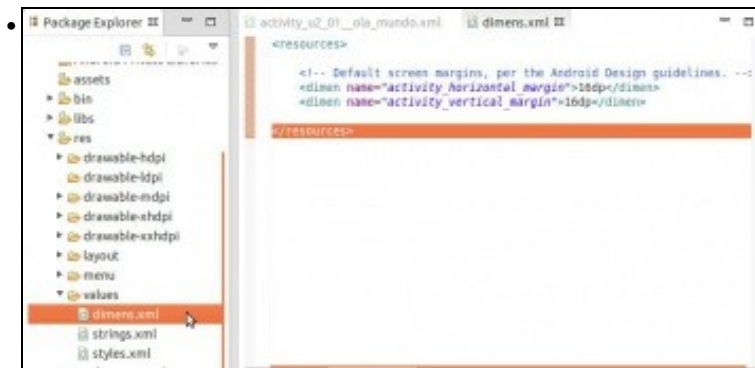 Package Explorer
assets
bin
libs
res
drawable-hdpi
drawable-ldpi
drawable-mdpi
drawable-xhdpi
drawable-xxhdpi
layout
menu
values
dimens.xml
strings.xml
styles.xml
activity_u2_01__ola_mundo.xml
dimens.xml
<resources>
<!-- Default screen margins, per the Android Design guidelines. --
<dimen name="activity_horizontal_margin">16dp</dimen>
<dimen name="activity_vertical_margin">16dp</dimen>
</resources>